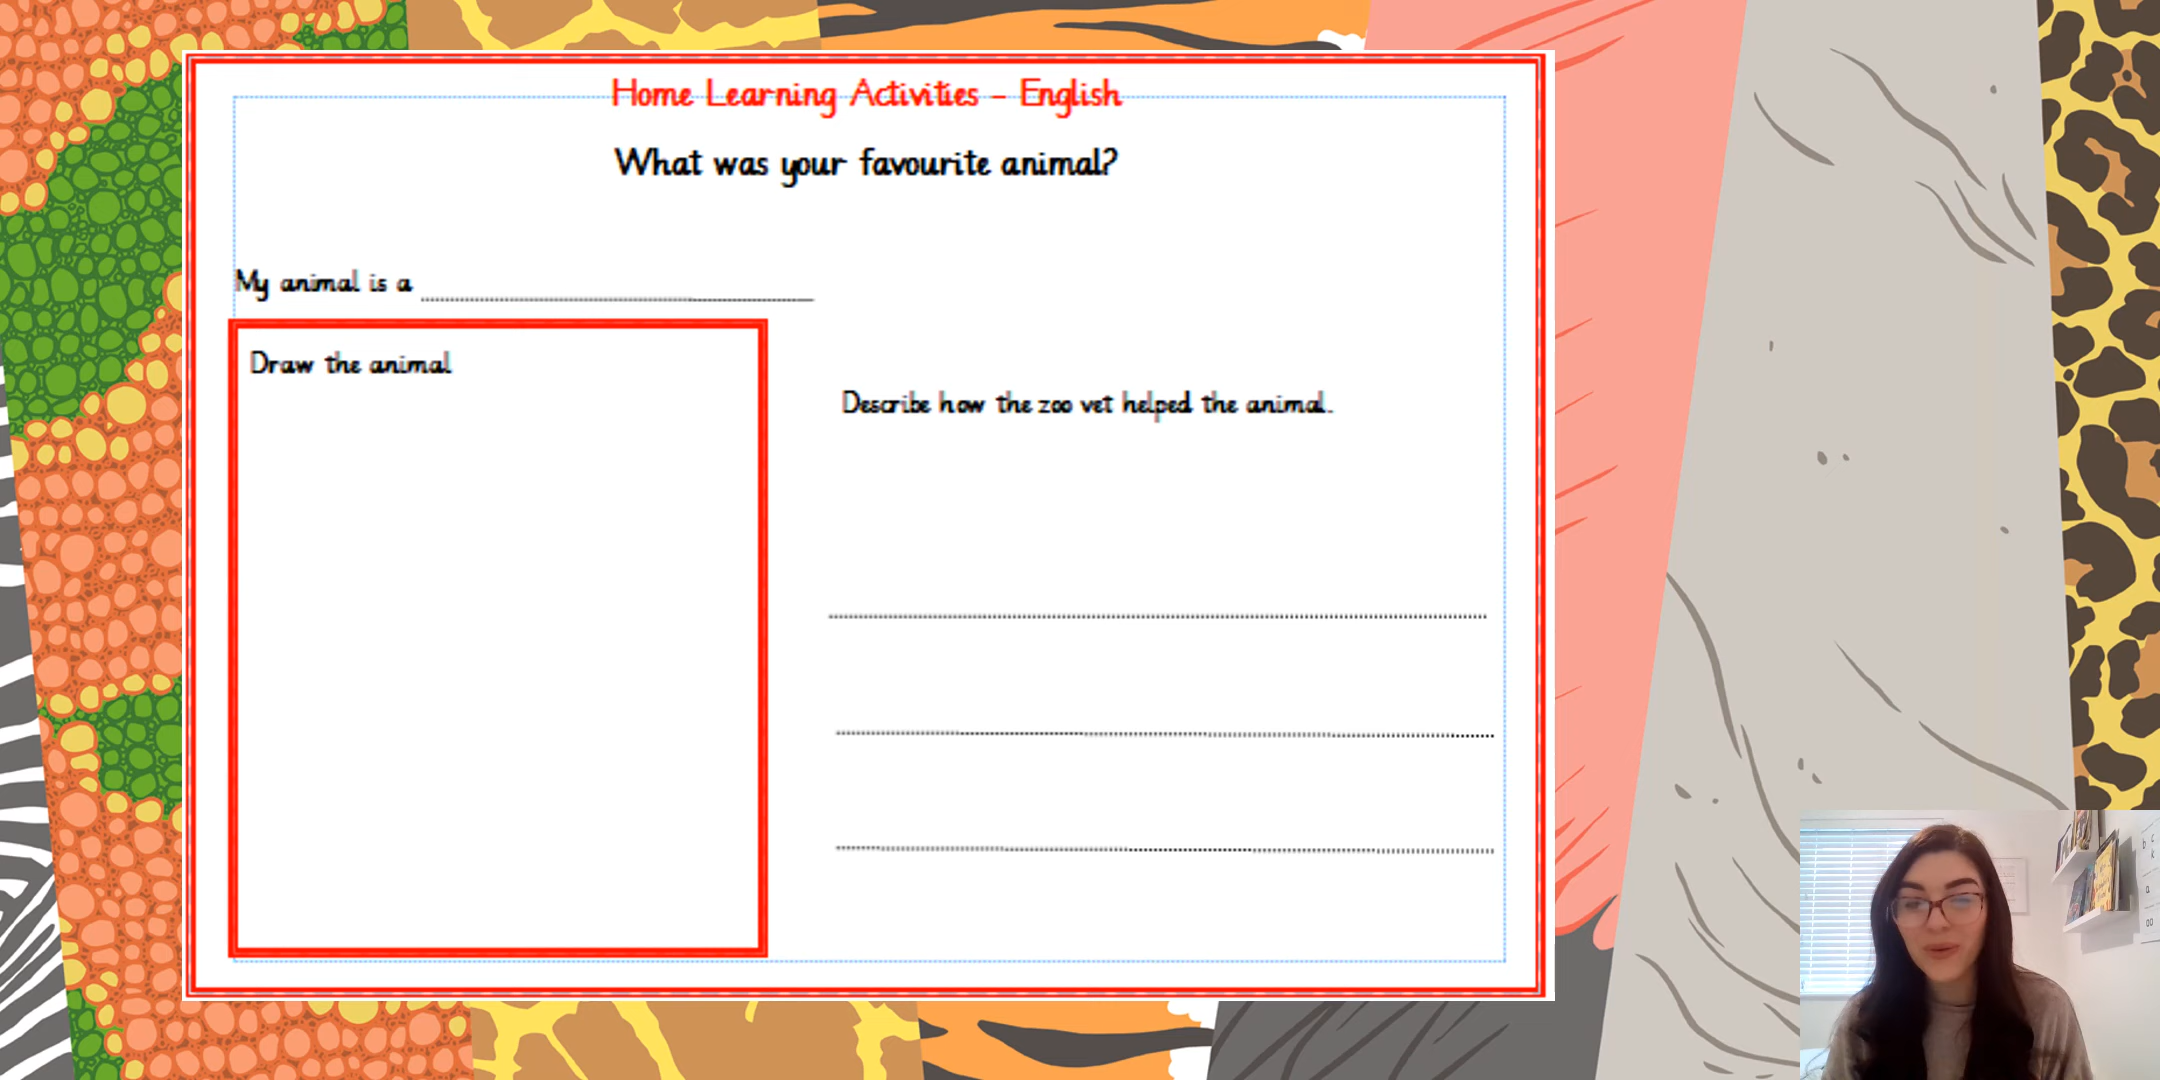 Home Learning Activities - English
What was your favourite animal?
My animal is a
Draw the animal
Describe how the zoo vet helped the animal.